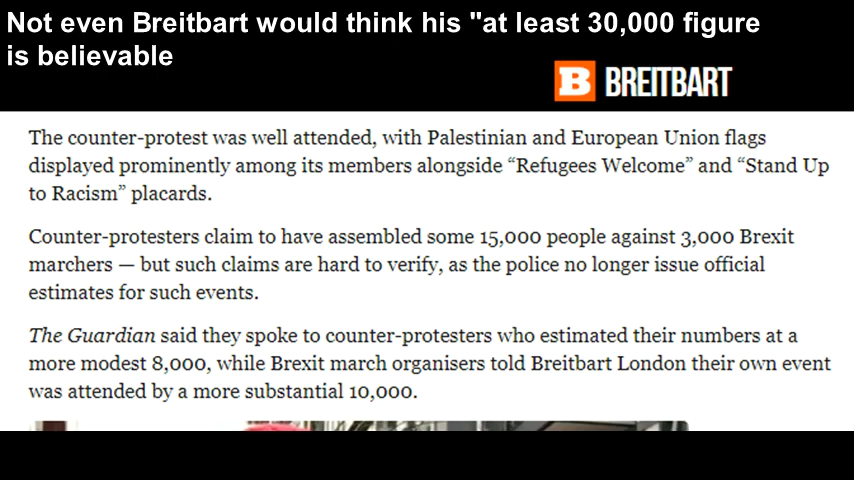 Not even Breitbart would think his "at least 30,000 figure
is believable
B BREITBART
The counter-protest was well attended, with Palestinian and European Union flags
displayed prominently among its members alongside “Refugees Welcome” and “Stand Up
to Racism” placards.
Counter-protesters claim to have assembled some 15,000 people against 3,000 Brexit
marchers — but such claims are hard to verify, as the police no longer issue official
estimates for such events.
The Guardian said they spoke to counter-protesters who estimated their numbers at a
more modest 8,000, while Brexit march organisers told Breitbart London their own event
was attended by a more substantial 10,000.